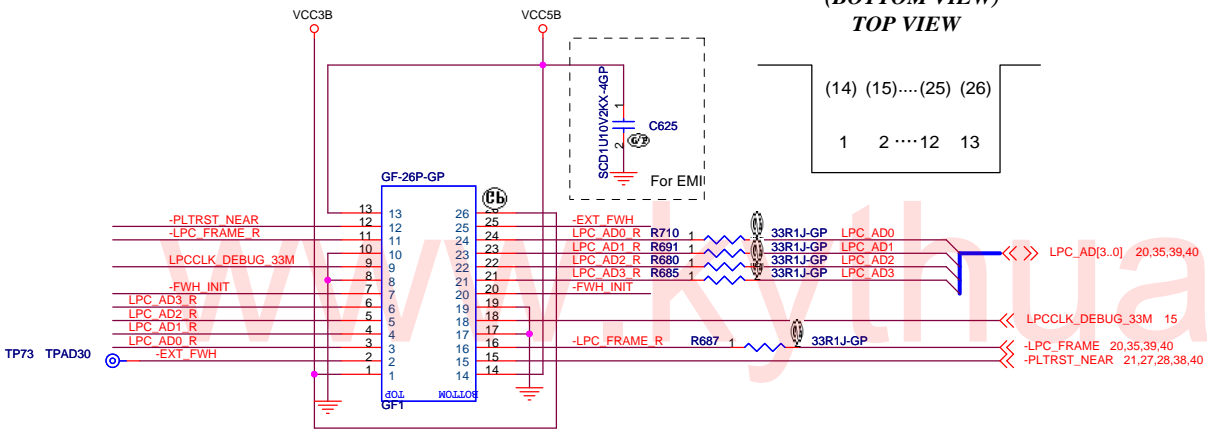 (BOTTOM VIEW)
TOP VIEW
VCC3B
VCC5B
(14) (15)....(25) (26)
1 2 ···· 12 13
SCD1U10V2KX-4GP
1
2
C625
For EMI
GF-26P-GP
13 13 26
-PLTRST_NEAR 12 12 25 25 -EXT_FWH
-LPC_FRAME_R 11 11 24 24 LPC_AD0_R R710 1 33R1J-GP LPC_AD0
10 10 23 23 LPC_AD1_R R691 1 33R1J-GP LPC_AD1
LPCCLK_DEBUG_33M 9 9 22 22 LPC_AD2_R R680 1 33R1J-GP LPC_AD2
8 8 21 21 LPC_AD3_R R685 1 33R1J-GP LPC_AD3
-FWH_INIT 7 7 20 20 -FWH_INIT
LPC_AD3_R 6 6 19 19
LPC_AD2_R 5 5 18 18 LPCCLK_DEBUG_33M 15
LPC_AD1_R 4 4 17 17
LPC_AD0_R 3 3 16 16 -LPC_FRAME_R R687 1 33R1J-GP -LPC_FRAME 20,35,39,40
TP73 TPAD30 -EXT_FWH 2 2 15 15 -PLTRST_NEAR 21,27,28,38,40
1 1 14 14
LPC_AD[3..0] 20,35,39,40
TOP BOTTOM
GF1
www.kythua